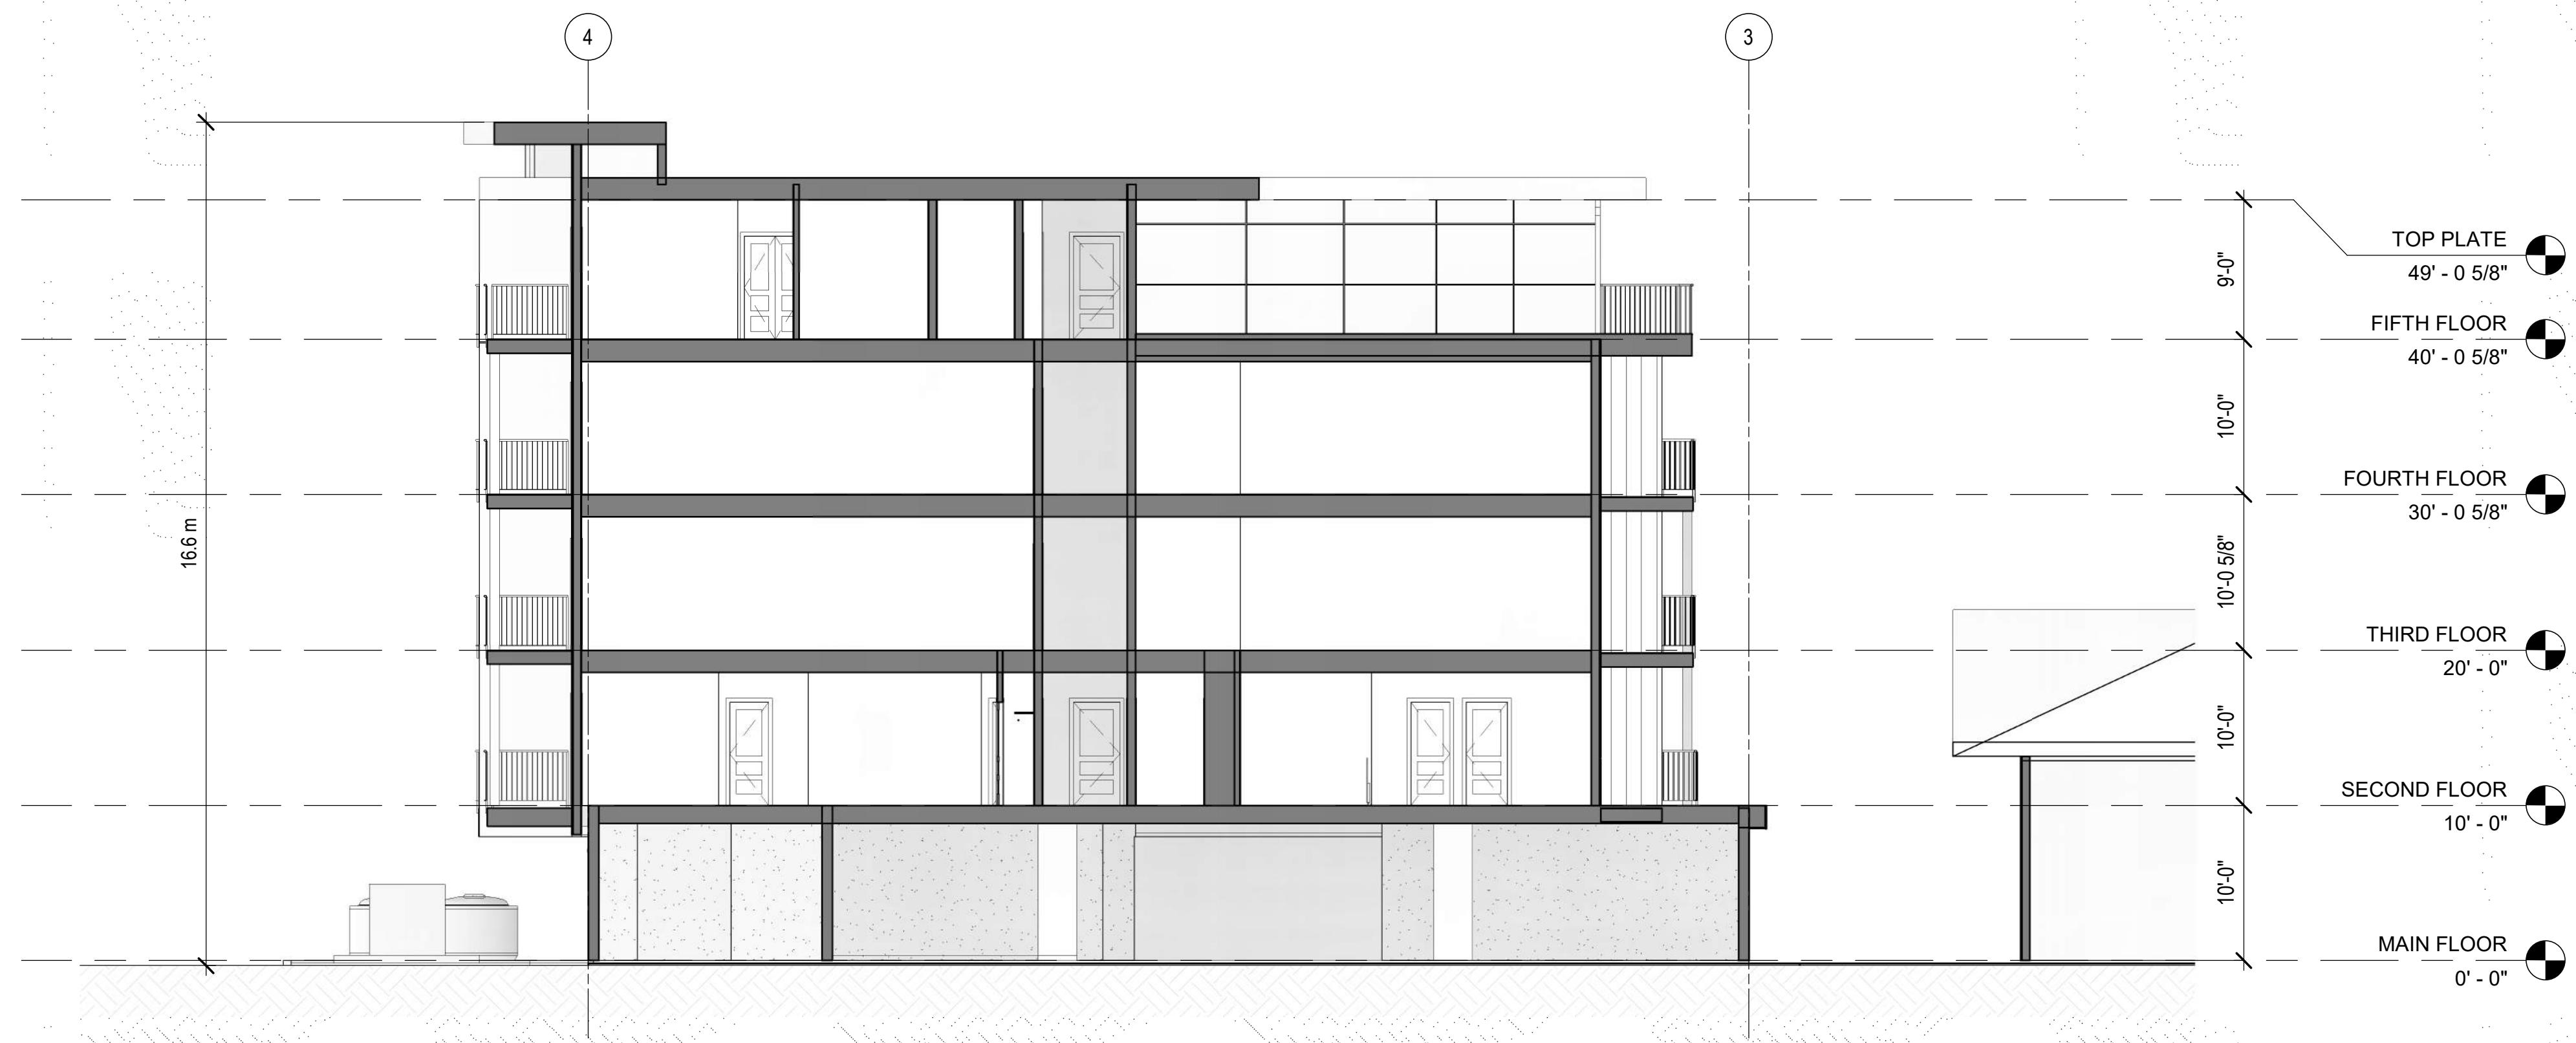 4
3
16.6 m
9'-0"
10'-0"
10'-0 5/8"
10'-0"
10'-0"
TOP PLATE
49' - 0 5/8"
FIFTH FLOOR
40' - 0 5/8"
FOURTH FLOOR
30' - 0 5/8"
THIRD FLOOR
20' - 0"
SECOND FLOOR
10' - 0"
MAIN FLOOR
0' - 0"